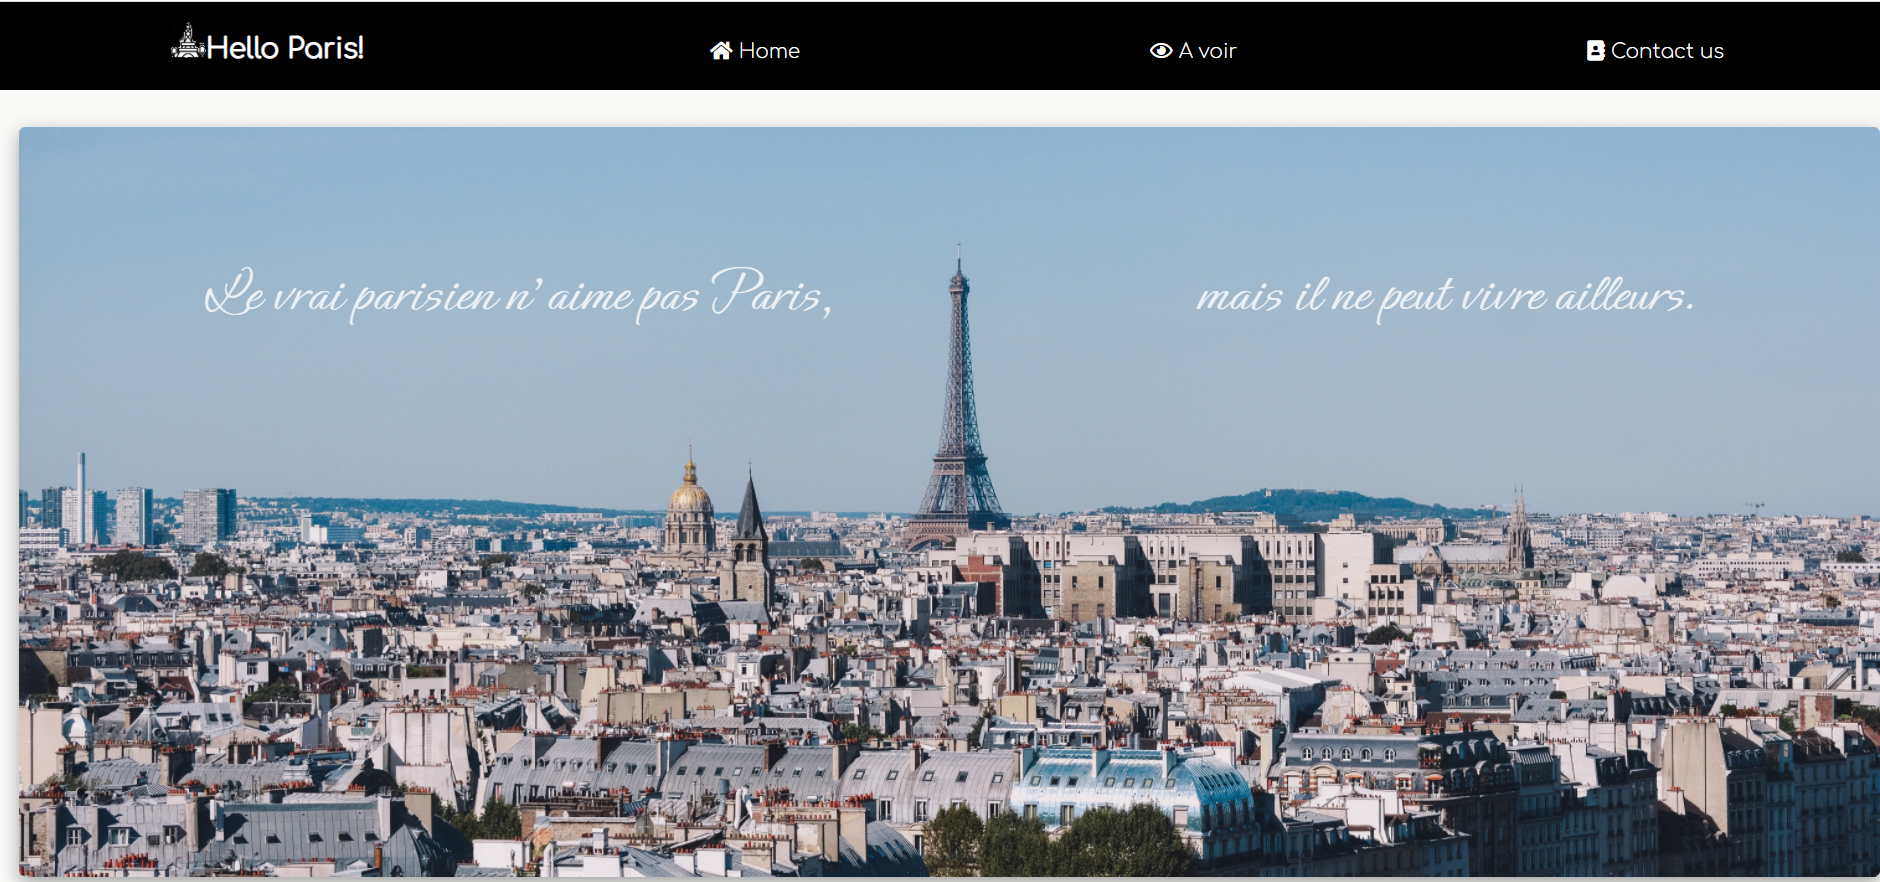 Hello Paris!
Home
A voir
Contact us
Le vrai parisien n'aime pas Paris,
mais il ne peut vivre ailleurs.